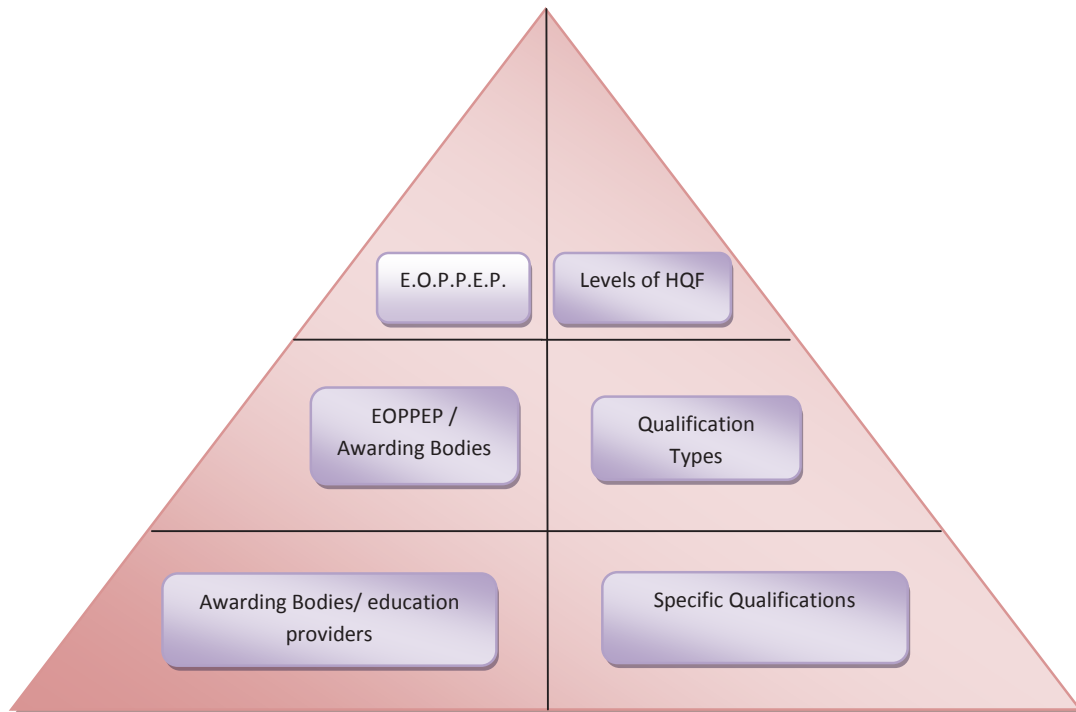 E.O.P.P.E.P.
Levels of HQF
EOPPEP /
Awarding Bodies
Qualification
Types
Awarding Bodies/ education
providers
Specific Qualifications